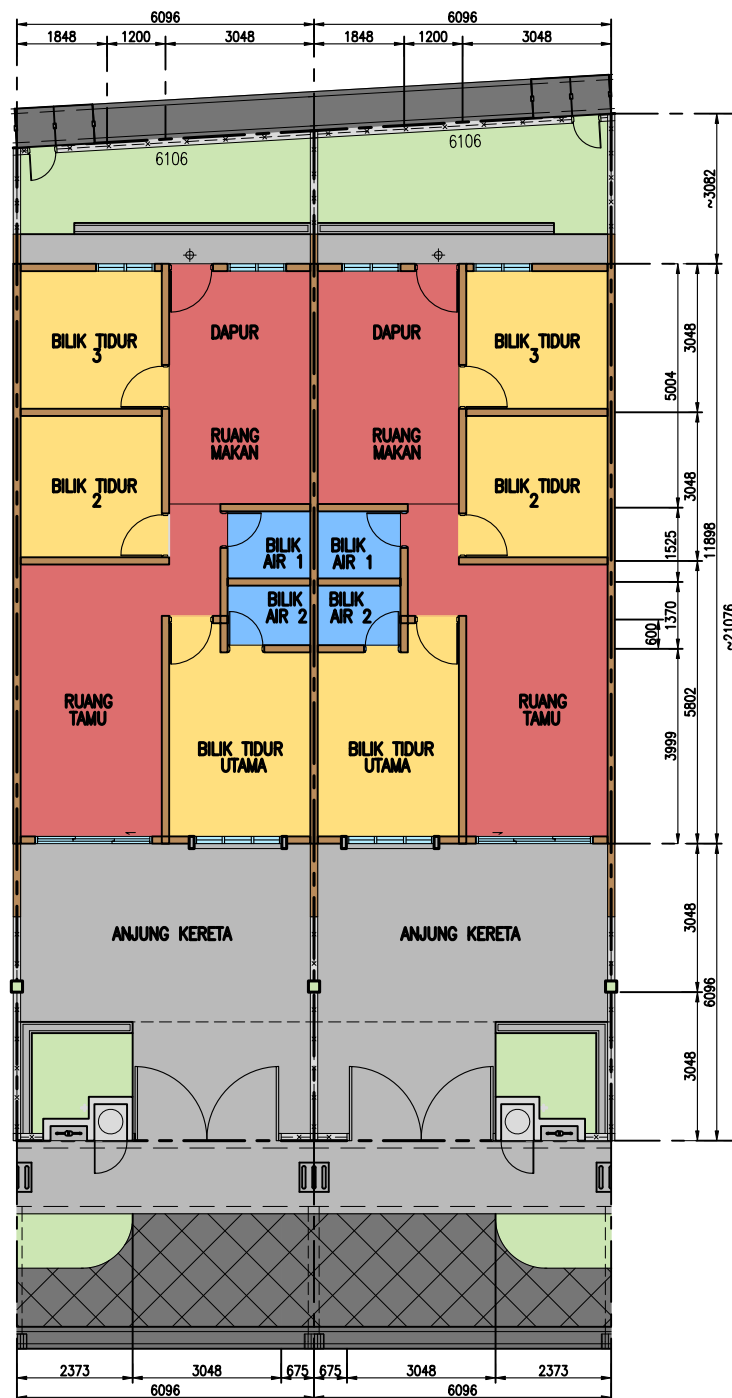 6096 6096
1848 1200 3048 1848 1200 3048
6106 6106
~3082
DAPUR DAPUR
BILIK TIDUR
3
BILIK TIDUR
3
3048
5004
RUANG
MAKAN
RUANG
MAKAN
BILIK TIDUR
2
BILIK TIDUR
2
3048
11898
1525
BILIK
AIR 1
BILIK
AIR 1
BILIK
AIR 2
BILIK
AIR 2
1370
600
~21076
RUANG
TAMU
RUANG
TAMU
5802
3999
BILIK TIDUR
UTAMA
BILIK TIDUR
UTAMA
ANJUNG KERETA ANJUNG KERETA
3048
6096
3048
2373 3048 675 675 3048 2373
6096 6096